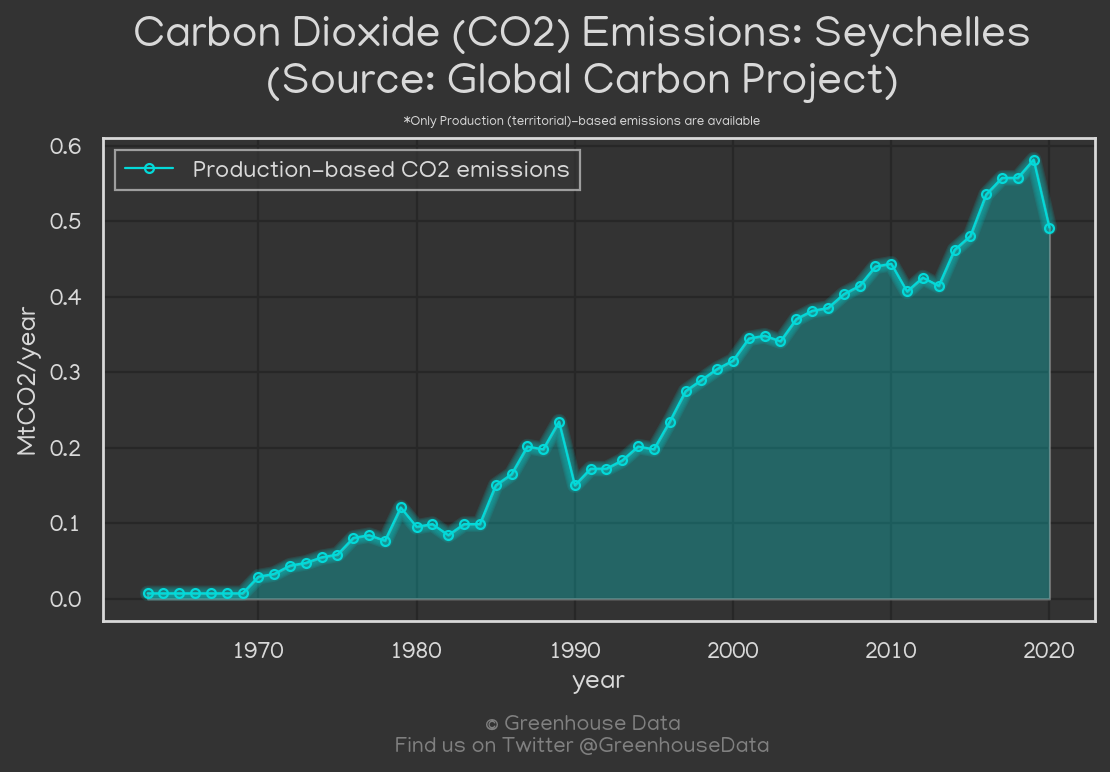 Carbon Dioxide (CO2) Emissions: Seychelles
(Source: Global Carbon Project)
*Only Production (territorial)-based emissions are available
Production-based CO2 emissions
0.6
0.5
0.4
0.3
0.2
0.1
0.0
MtCO2/year
1970 1980 1990 2000 2010 2020
year
© Greenhouse Data
Find us on Twitter @GreenhouseData